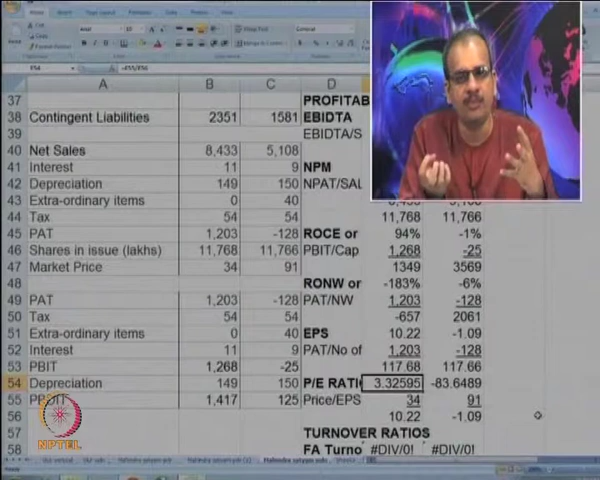 A B C D
37 PROFITAB
38 Contingent Liabilities 2351 1581 EBIDTA
39 EBIDTA/S
40 Net Sales 8,433 5,108
41 Interest 11 9 NPM
42 Depreciation 149 150 NPAT/SAL
43 Extra-ordinary items 0 40
44 Tax 54 54 11,768 11,766
45 PAT 1,203 -128 ROCE or 94% -1%
46 Shares in issue (lakhs) 11,768 11,766 PBIT/Cap 1,268 -25
47 Market Price 34 91 1349 3569
48 RONW or -183% -6%
49 PAT 1,203 -128 PAT/NW 1,203 -128
50 Tax 54 54 -657 2061
51 Extra-ordinary items 0 40 EPS 10.22 -1.09
52 Interest 11 9 PAT/No of 1,203 -128
53 PBIT 1,268 -25 117.68 117.66
54 Depreciation 149 150 P/E RATI 3.32595 -83.6489
55 PBDIT 1,417 125 Price/EPS 34 91
56 10.22 -1.09
57 TURNOVER RATIOS
58 FA Turno #DIV/0! #DIV/0!
NPTEL